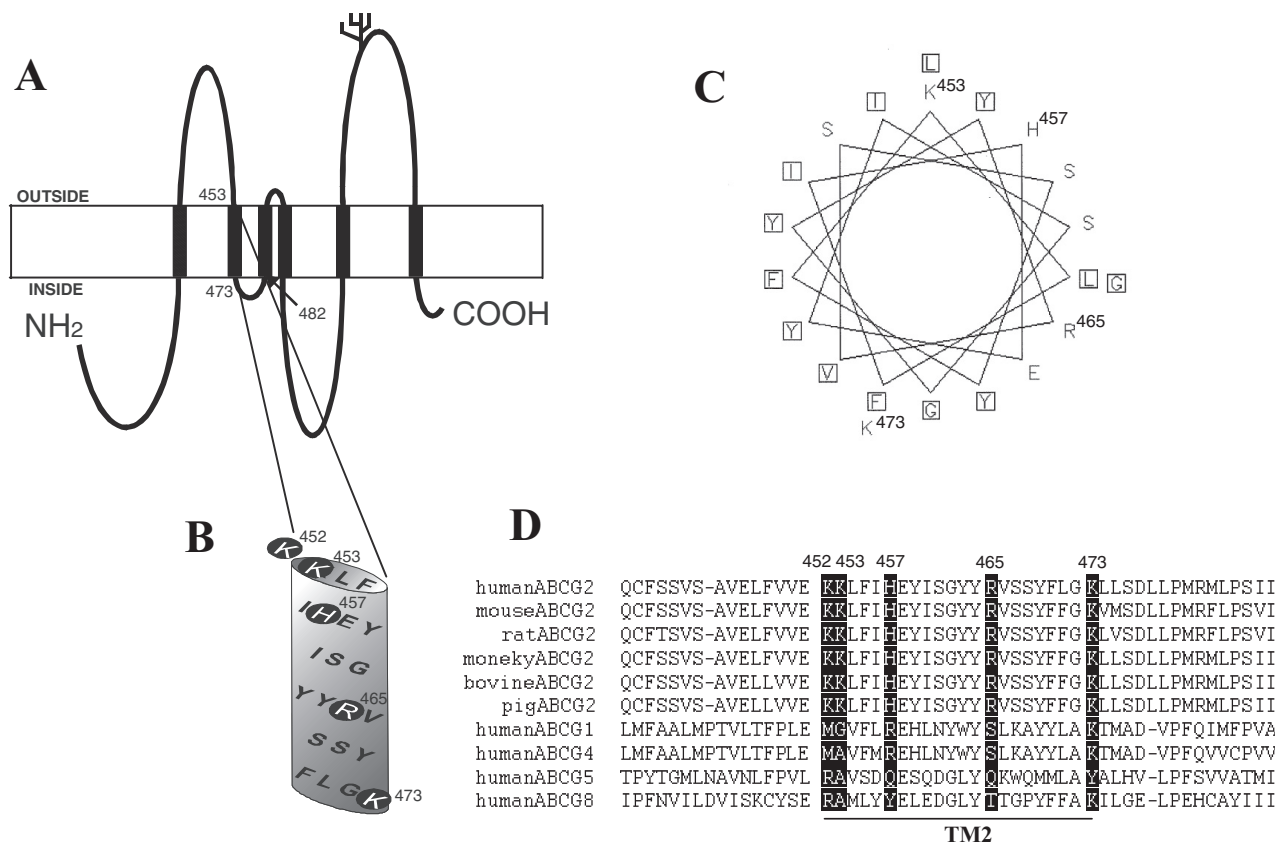 A
OUTSIDE
453
INSIDE
473
482
NH2
COOH
B
K 452
K 453 L F
457
I H E Y
I S G
Y Y R 465 V
S S Y
F L G K 473
C
L
K453
I Y
S H457
I S
Y S
F L G
Y R465
V E
F G Y
K473
D
452 453 457 465 473
humanABCG2 QCFSSVS-AVELFVVE KKLFIHEYISGYYRVSSYFLGKLLSDLLPMRMLPSII
mouseABCG2 QCFSSVS-AVELFVVE KKLFIHEYISGYYRVSSYFFGKVMSDLLPMRFLPSVI
ratABCG2 QCFTSVS-AVELFVVE KKLFIHEYISGYYRVSSYFFGKLVSDLLPMRFLPSVI
monekyABCG2 QCFSSVS-AVELFVVE KKLFIHEYISGYYRVSSYFFGKLLSDLLPMRMLPSII
bovineABCG2 QCFSSVS-AVELLVVE KKLFIHEYISGYYRVSSYFFGKLLSDLLPMRMLPSII
pigABCG2 QCFSSVS-AVELFVVE KKLFIHEYISGYYRVSSYFFGKLLSDLLPMRMLPSII
humanABCG1 LMFAALMPTVLTFPLE MGVFLREHLNYWYSLKAYYLAKTMAD-VPFQIMFPVA
humanABCG4 LMFAALMPTVLTFPLE MAVFMREHLNYWYSLKAYYLAKTMAD-VPFQVVCPVV
humanABCG5 TPYTGMLNAVNLFPVL RAVSDQESQDGLYQKWQMMLAYALHV-LPFSVVATMI
humanABCG8 IPFNVILDVISKCYSE RAMLYYELEDGLYTTGPYFFAKILGE-LPEHCAYIII
TM2